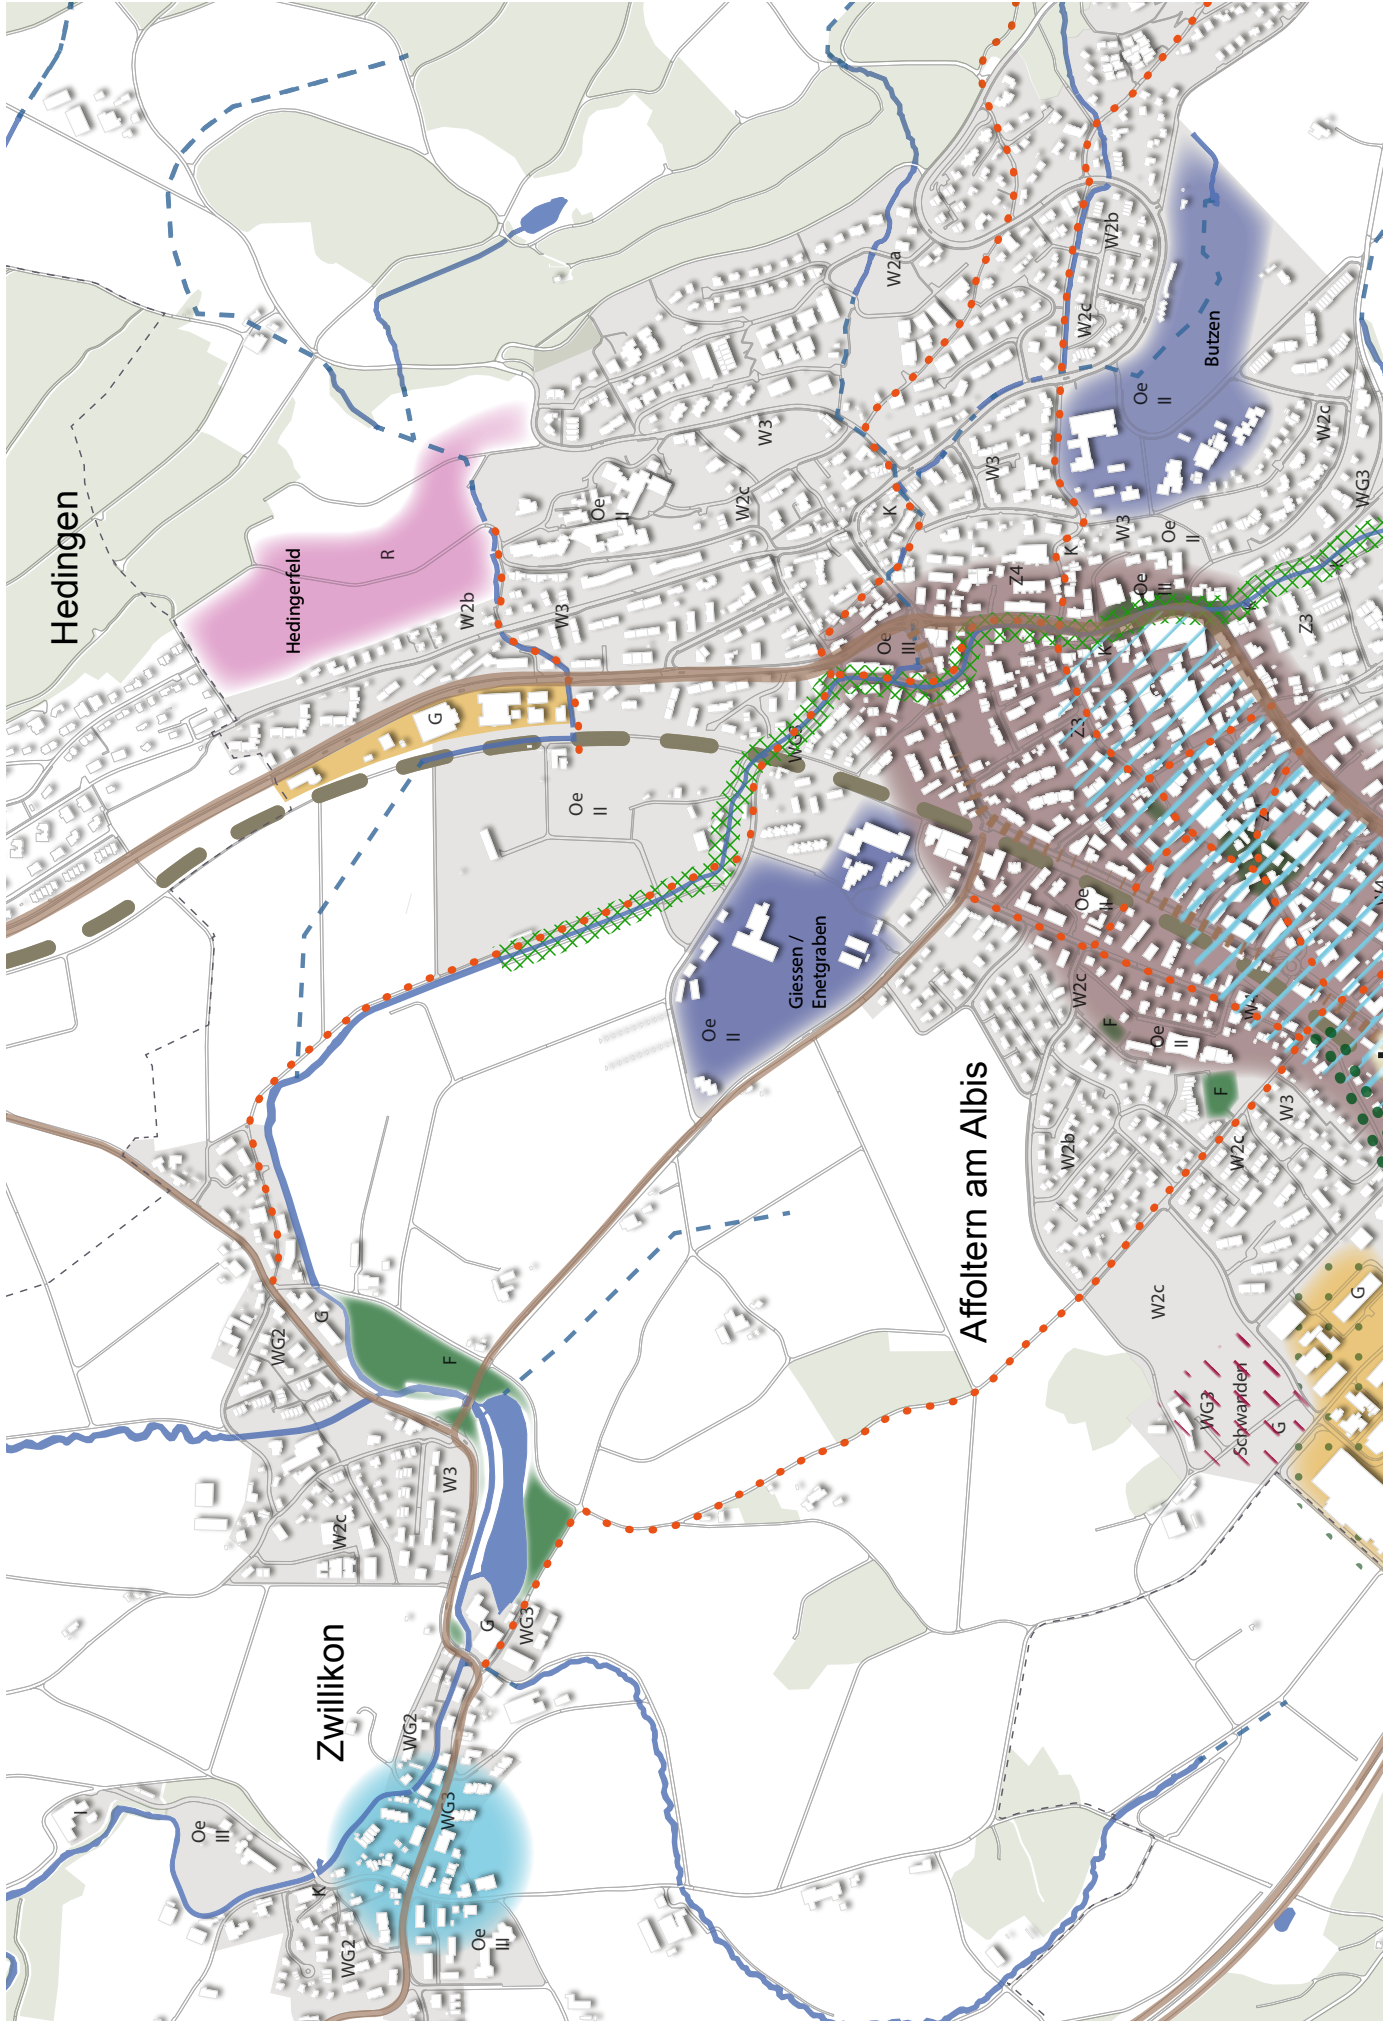 Hedingen
Hedingerfeld
R
W2b
W3
G
Oe
II
W2c
W3
Oe
II
W2a
W2b
W2c
Oe
II
Butzen
W3
K
K
Z4
W3
Oe
II
W2c
WG3
Oe
III
Oe
III
K
Z3
Z3
K
Giessen /
Enetgraben
Oe
II
Oe
II
W2c
F
Oe
II
F
W3
W2c
W2b
Affoltern am Albis
W2c
WG3
Schwanden
G
G
WG2
G
F
W3
W2c
Zwillikon
G
WG3
WG2
WG3
I
Oe
III
K
WG2
Oe
III